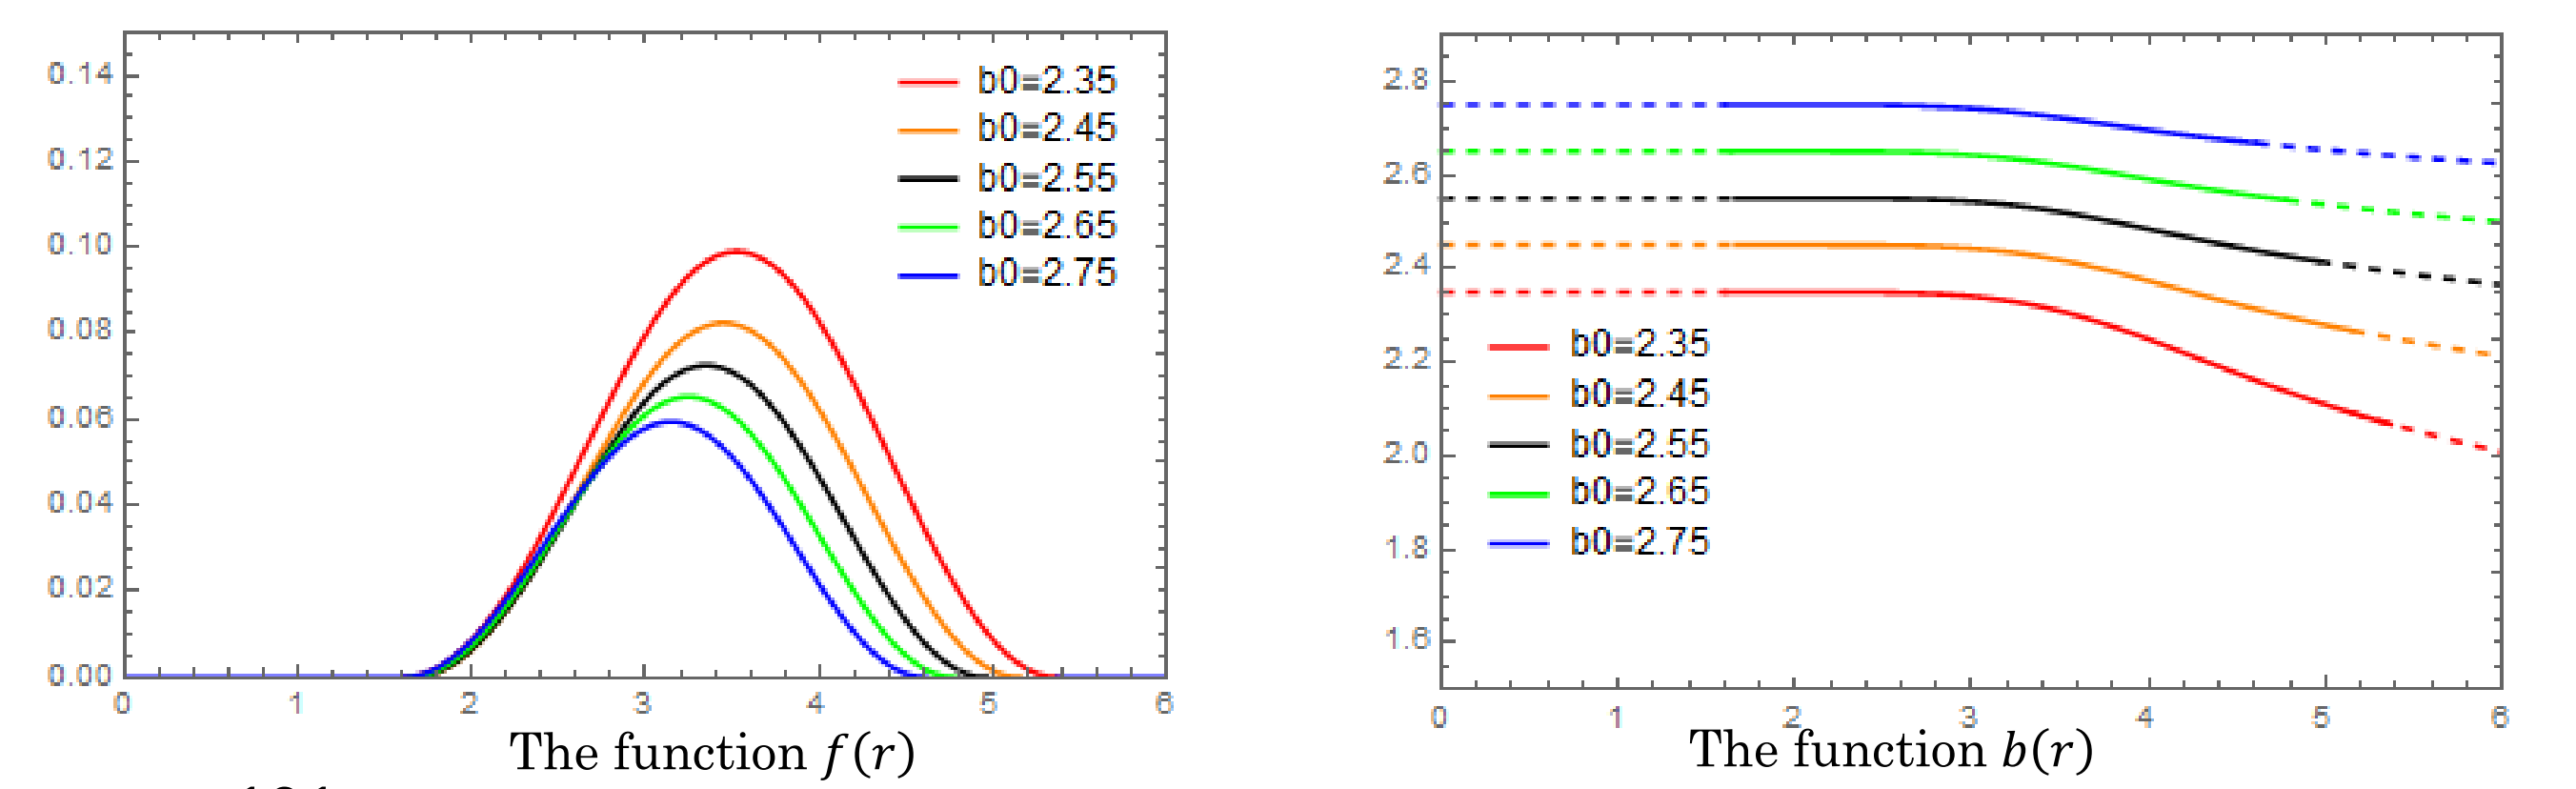 0.14
0.12
0.10
0.08
0.06
0.04
0.02
0.00
0 1 2 3 4 5 6
b0=2.35
b0=2.45
b0=2.55
b0=2.65
b0=2.75
The function f(r)
2.8
2.6
2.4
2.2
2.0
1.8
1.6
0 1 2 3 4 5 6
b0=2.35
b0=2.45
b0=2.55
b0=2.65
b0=2.75
The function b(r)